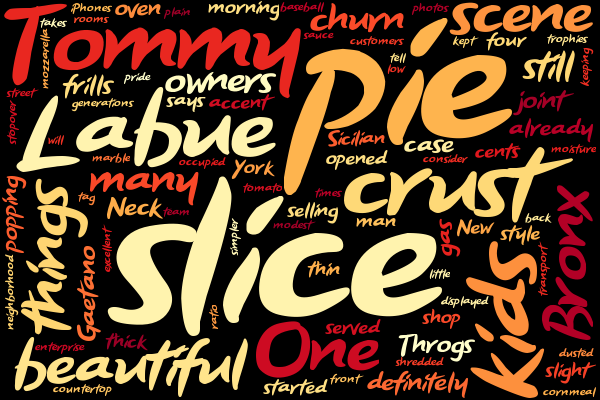 Tommy
takes
iPhones
rooms
oven
plain
morning
baseball
sauce
churn
customers
photos
scene
kept
four
trophies
keeping
mozzarella
frills
pride
generations
owners
says
accent
tell
low
pie
still
joint
already
street
stopover
Labue
will
marble
occupied
York
Sicilian
opened
case
consider
cents
moisture
popping
neighborhood
things
tag
many
Neck
team
tomato
times
selling
modest
man
crust
back
New
style
gas
Bronx
transport
Gaetano
excellent
slice
simpler
thin
little
displayed
ratio
kids
shop
enterprise
thick
beautiful
countertop
One
served
started
front
Throgs
shredded
definitely
dusted
slight
cornmeal